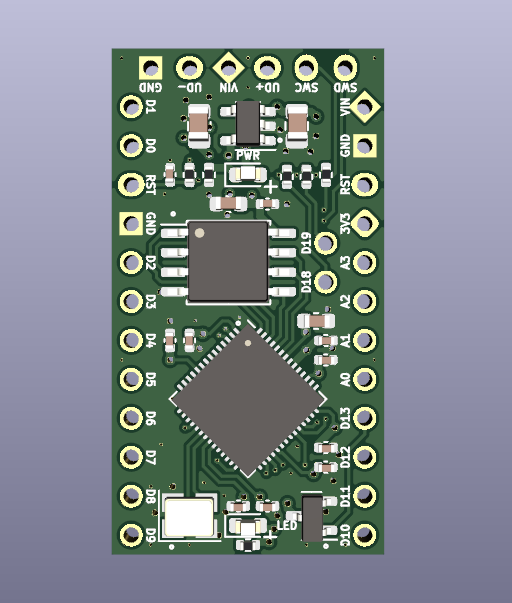 GND UD- VIN UD+ SWC SWD
D1
D0
RST
GND
D2
D3
D4
D5
D6
D7
D8
D9
PWR
+
D19
D18
LED
+
VIN
GND
RST
3V3
A3
A2
A1
A0
D13
D12
D11
D10